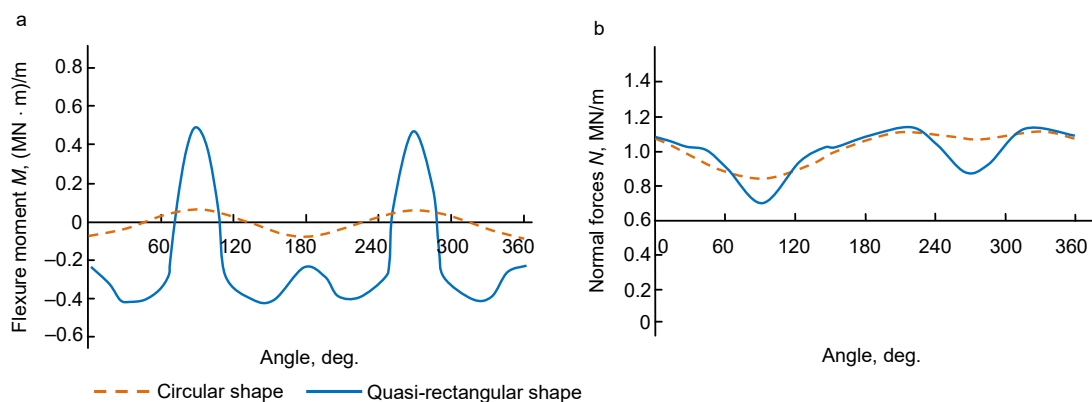 a
Flexure moment M, (MN · m)/m
0.8
0.6
0.4
0.2
0
–0.2
–0.4
–0.6
60 120 180 240 300 360
Angle, deg.
b
Normal forces N, MN/m
1.4
1.2
1.0
0.8
0.6
0.4
0.2
0
0 60 120 180 240 300 360
Angle, deg.
Circular shape Quasi-rectangular shape